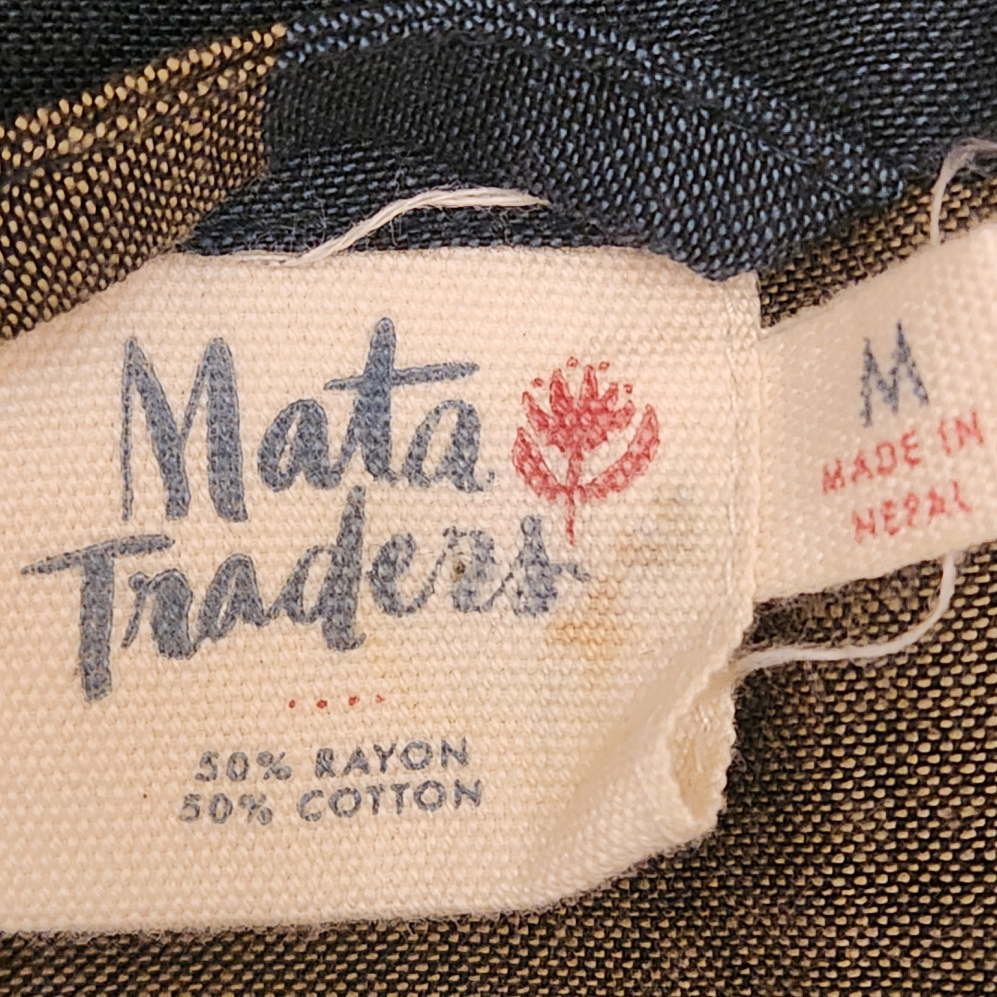 Mata
Traders
50% RAYON
50% COTTON
M
MADE IN
NEPAL